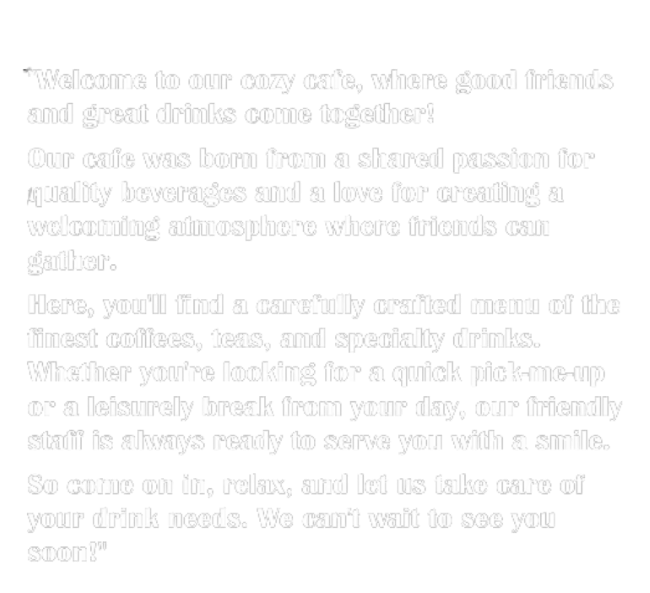 "Welcome to our cozy cafe, where good friends
and great drinks come together!
Our cafe was born from a shared passion for
quality beverages and a love for creating a
welcoming atmosphere where friends can
gather.
Here, you'll find a carefully crafted menu of the
finest coffees, teas, and specialty drinks.
Whether you're looking for a quick pick-me-up
or a leisurely break from your day, our friendly
staff is always ready to serve you with a smile.
So come on in, relax, and let us take care of
your drink needs. We can't wait to see you
soon!"